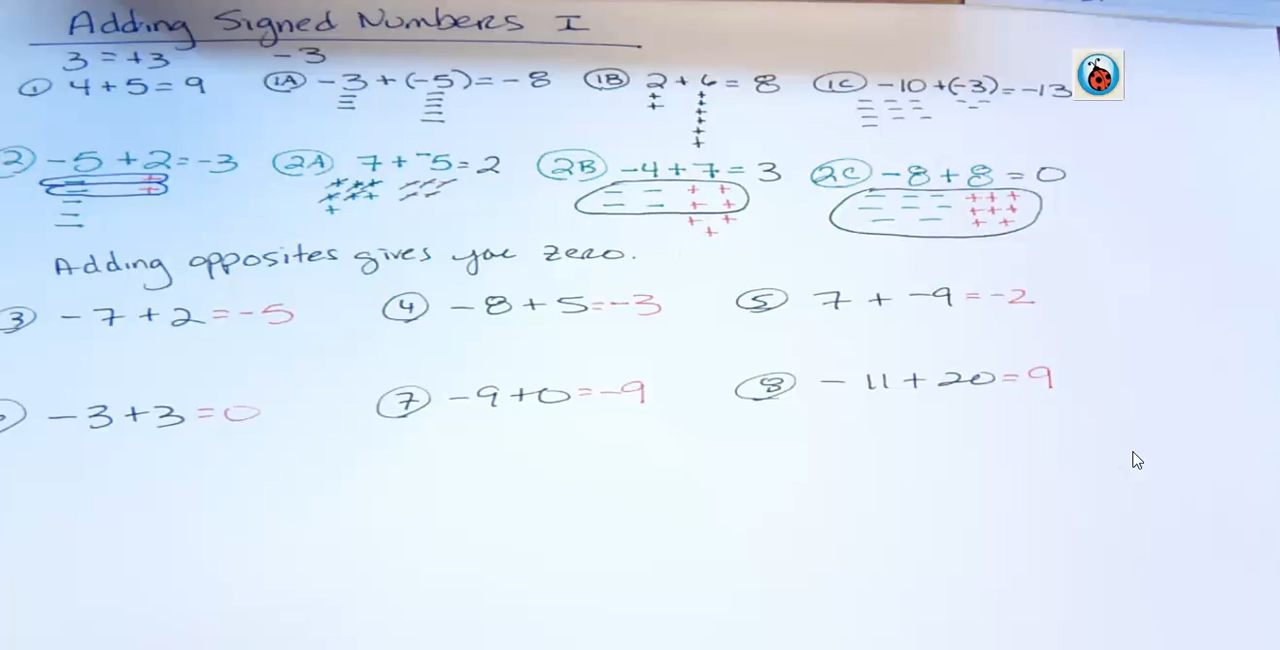 Adding Signed Numbers I
3 = +3 -3
① 4 + 5 = 9 1A -3 + (-5) = -8 1B 2 + 6 = 8 1C -10 + (-3) = -13
2 -5 + 2 = -3 2A 7 + ⁻5 = 2 2B -4 + 7 = 3 2C -8 + 8 = 0
Adding opposites gives you zero.
3 -7 + 2 = -5 ④ -8 + 5 = -3 ⑤ 7 + -9 = -2
-3 + 3 = 0 ⑦ -9 + 0 = -9 ⑧ -11 + 20 = 9